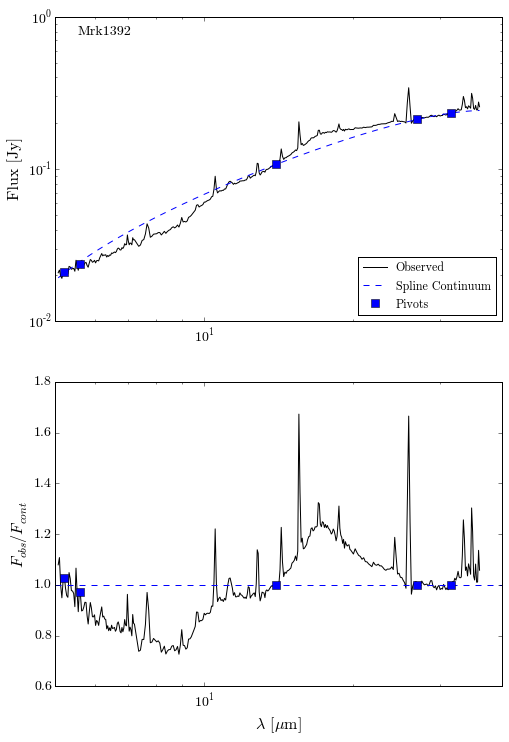 10^0
Mrk1392
10^-1
Flux [Jy]
Observed
Spline Continuum
Pivots
10^-2
10^1
1.8
1.6
1.4
1.2
F_obs/F_cont
1.0
0.8
0.6
10^1
λ [μm]